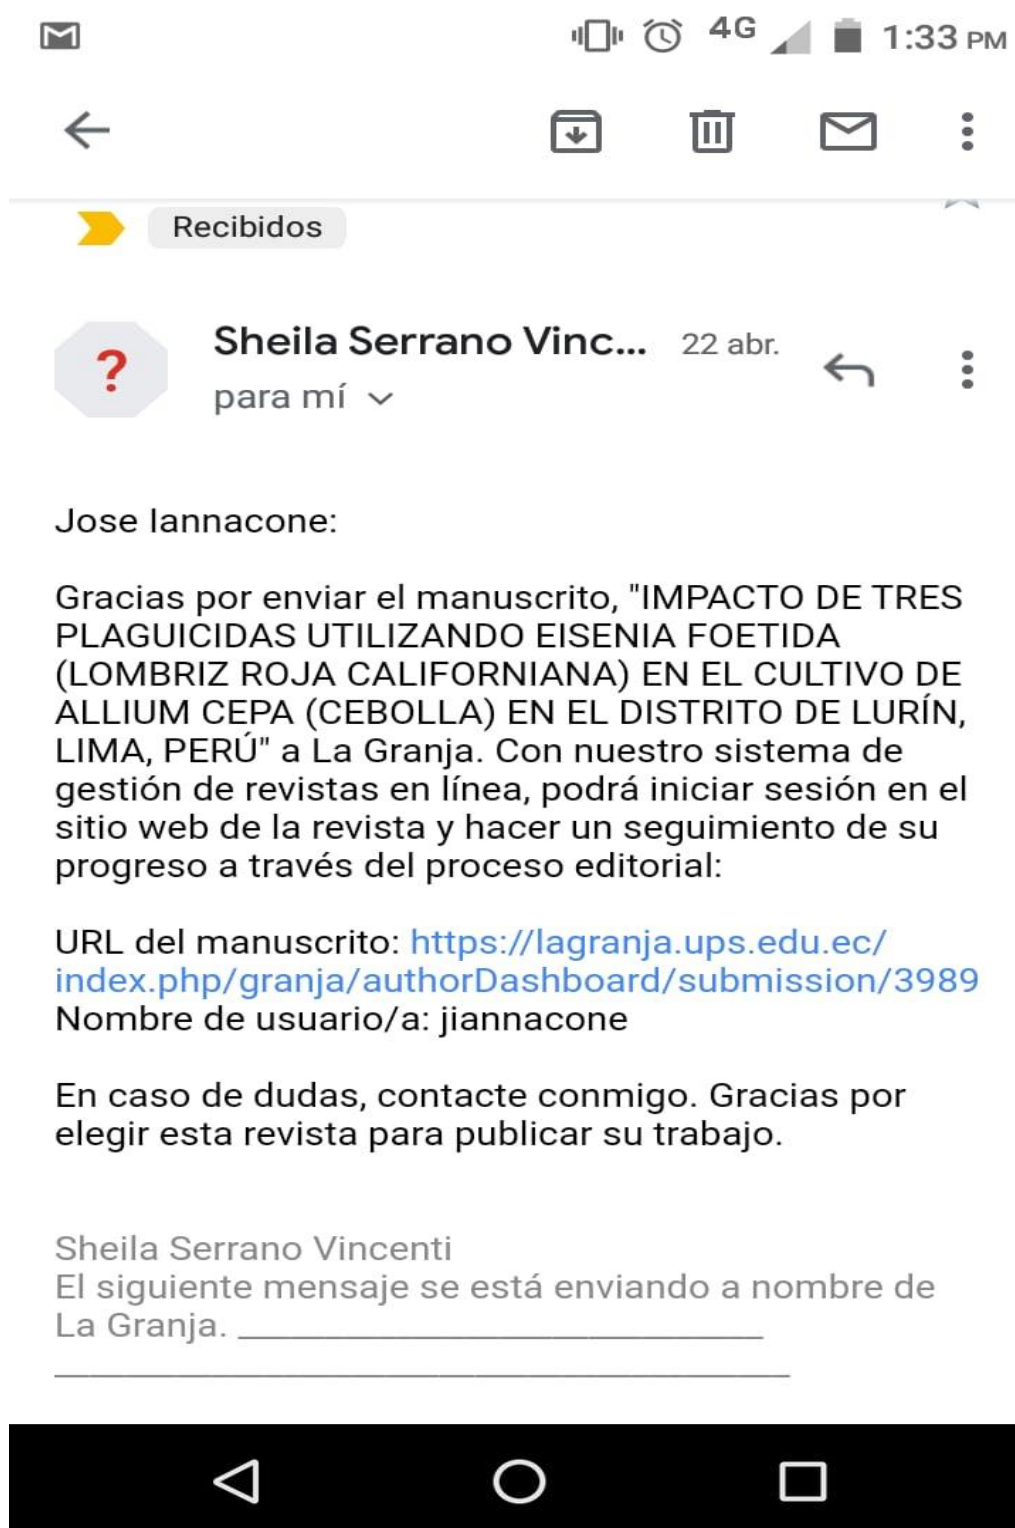 4G 1:33 PM
Recibidos
Sheila Serrano Vinc... 22 abr.
?
para mí
Jose Iannacone:
Gracias por enviar el manuscrito, "IMPACTO DE TRES
PLAGUICIDAS UTILIZANDO EISENIA FOETIDA
(LOMBRIZ ROJA CALIFORNIANA) EN EL CULTIVO DE
ALLIUM CEPA (CEBOLLA) EN EL DISTRITO DE LURÍN,
LIMA, PERÚ" a La Granja. Con nuestro sistema de
gestión de revistas en línea, podrá iniciar sesión en el
sitio web de la revista y hacer un seguimiento de su
progreso a través del proceso editorial:
URL del manuscrito: https://lagranja.ups.edu.ec/
index.php/granja/authorDashboard/submission/3989
Nombre de usuario/a: jiannacone
En caso de dudas, contacte conmigo. Gracias por
elegir esta revista para publicar su trabajo.
Sheila Serrano Vincenti
El siguiente mensaje se está enviando a nombre de
La Granja. ______________________________
__________________________________________